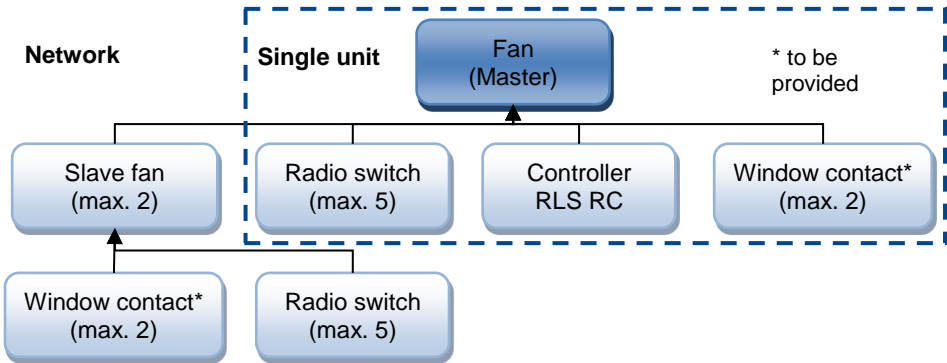 Network
Single unit
Fan
(Master)
* to be
provided
Slave fan
(max. 2)
Radio switch
(max. 5)
Controller
RLS RC
Window contact*
(max. 2)
Window contact*
(max. 2)
Radio switch
(max. 5)